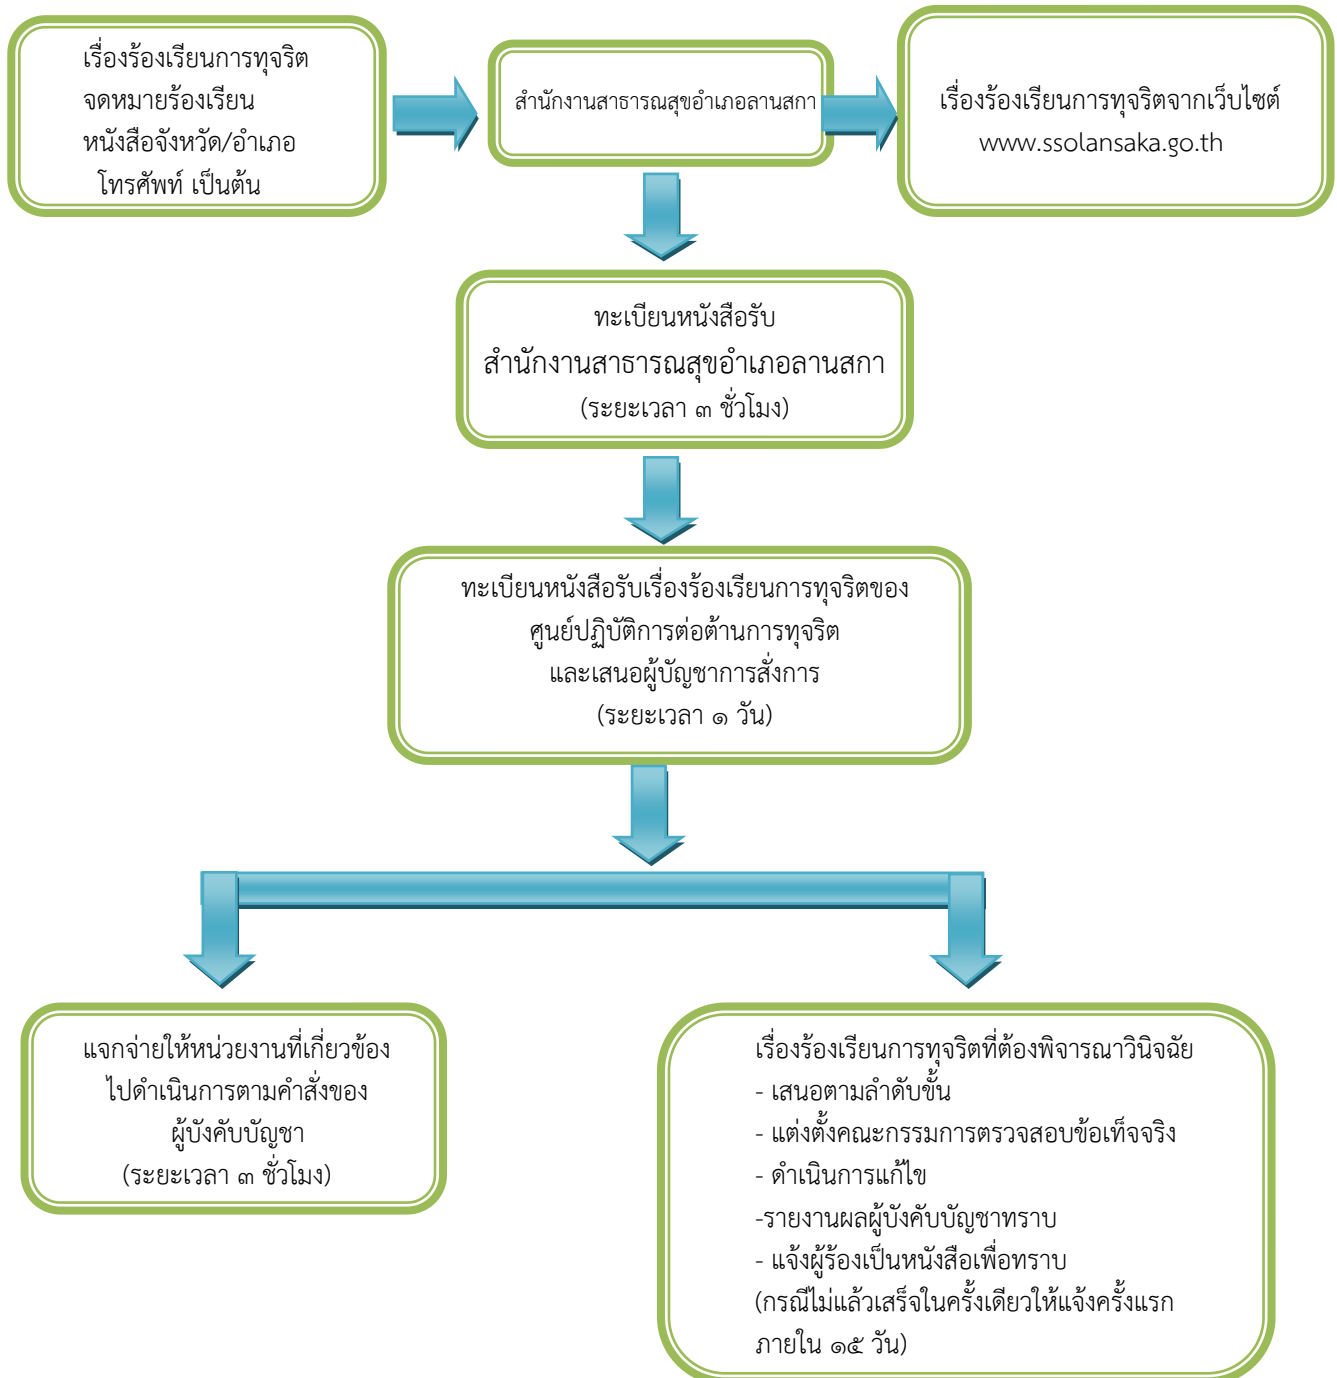 เรื่องร้องเรียนการทุจริต
จดหมายร้องเรียน
หนังสือจังหวัด/อำเภอ
โทรศัพท์ เป็นต้น
สำนักงานสาธารณสุขอำเภอลานสกา
เรื่องร้องเรียนการทุจริตจากเว็บไซต์
www.ssolansaka.go.th
ทะเบียนหนังสือรับ
สำนักงานสาธารณสุขอำเภอลานสกา
(ระยะเวลา ๓ ชั่วโมง)
ทะเบียนหนังสือรับเรื่องร้องเรียนการทุจริตของ
ศูนย์ปฏิบัติการต่อต้านการทุจริต
และเสนอผู้บัญชาการสั่งการ
(ระยะเวลา ๑ วัน)
แจกจ่ายให้หน่วยงานที่เกี่ยวข้อง
ไปดำเนินการตามคำสั่งของ
ผู้บังคับบัญชา
(ระยะเวลา ๓ ชั่วโมง)
เรื่องร้องเรียนการทุจริตที่ต้องพิจารณาวินิจฉัย
- เสนอตามลำดับขั้น
- แต่งตั้งคณะกรรมการตรวจสอบข้อเท็จจริง
- ดำเนินการแก้ไข
-รายงานผลผู้บังคับบัญชาทราบ
- แจ้งผู้ร้องเป็นหนังสือเพื่อทราบ
(กรณีไม่แล้วเสร็จในครั้งเดียวให้แจ้งครั้งแรก
ภายใน ๑๕ วัน)